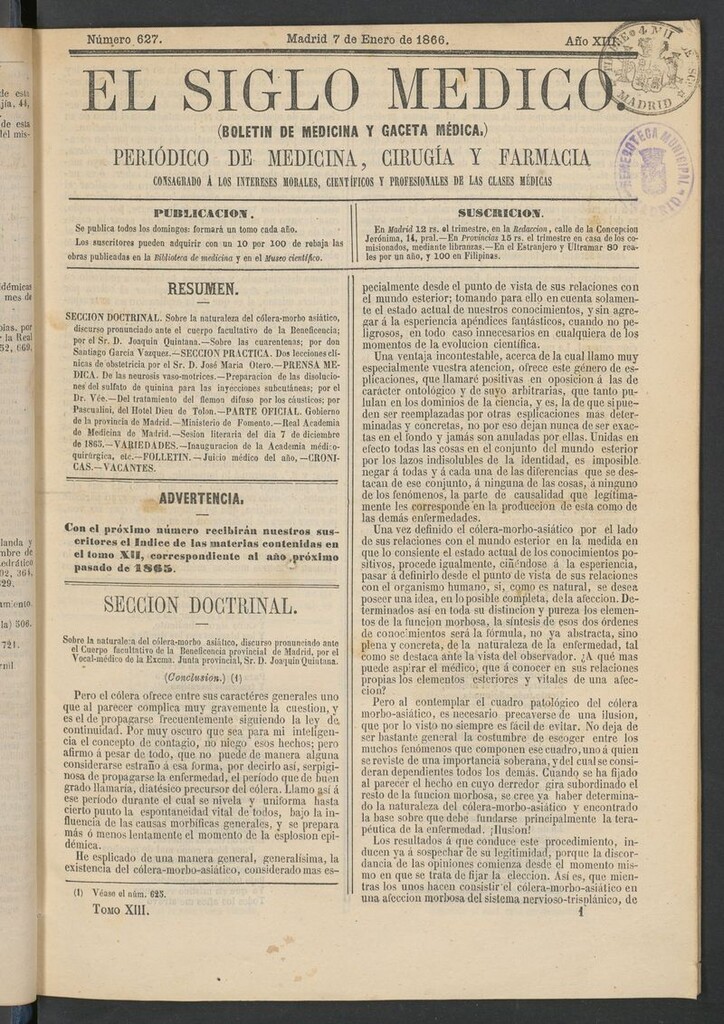 Número 627.
Madrid 7 de Enero de 1866.
Año XIII.
EL SIGLO MEDICO.
(BOLETIN DE MEDICINA Y GACETA MÉDICA,)
PERIÓDICO DE MEDICINA, CIRUGÍA Y FARMACIA
CONSAGRADO Á LOS INTERESES MORALES, CIENTÍFICOS Y PROFESIONALES DE LAS CLASES MÉDICAS
MADRID
HEMEROTECA MUNICIPAL
PUBLICACION.
Se publica todos los domingos: formará un tomo cada año.
Los suscritores pueden adquirir con un 10 por 100 de rebaja las
obras publicadas en la Biblioteca de medicina y en el Museo científico.
SUSCRICION.
En Madrid 12 rs. el trimestre, en la Redaccion, calle de la Concepcion
Jerónima, 14, pral.—En Provincias 15 rs. el trimestre en casa de los co-
misionados, mediante libranzas.—En el Estranjero y Ultramar 80 rea-
les por un año, y 100 en Filipinas.
RESUMEN.
SECCION DOCTRINAL. Sobre la naturaleza del cólera-morbo asiático,
discurso pronunciado ante el cuerpo facultativo de la Beneficencia;
por el Sr. D. Joaquin Quintana.—Sobre las cuarentenas; por don
Santiago García Vazquez.—SECCION PRACTICA. Dos lecciones clí-
nicas de obstetricia por el Sr. D. José María Otero.—PRENSA ME-
DICA. De las neurosis vaso-motrices.—Preparacion de las disolucio-
nes del sulfato de quinina para las inyecciones subcutáneas; por el
Dr. Vée.—Del tratamiento del flemon difuso por los cáusticos; por
Pascualini, del Hotel Dieu de Tolon.—PARTE OFICIAL. Gobierno
de la provincia de Madrid.—Ministerio de Fomento.—Real Academia
de Medicina de Madrid.—Sesion literaria del dia 7 de diciembre
de 1865.—VARIEDADES.—Inauguracion de la Academia médico-
quirúrgica, etc.—FOLLETIN.—Juicio médico del año,—CRONI-
CAS.—VACANTES.
ADVERTENCIA.
Con el próximo número recibirán nuestros sus-
critores el Indice de las materias contenidas en
el tomo XII, correspondiente al año próximo
pasado de 1865.
SECCION DOCTRINAL.
Sobre la naturaleza del cólera-morbo asiático, discurso pronunciado ante
el Cuerpo facultativo de la Beneficencia provincial de Madrid, por el
Vocal-médico de la Excma. Junta provincial, Sr. D. Joaquin Quintana.
(Conclusion.) (1)
Pero el cólera ofrece entre sus caractéres generales uno
que al parecer complica muy gravemente la cuestion, y
es el de propagarse frecuentemente siguiendo la ley de
continuidad. Por muy oscuro que sea para mi inteligen-
cia el concepto de contagio, no niego esos hechos; pero
afirmo á pesar de todo, que no puede de manera alguna
considerarse estraño á esa forma, por decirlo así, serpigi-
nosa de propagarse la enfermedad, el período que de buen
grado llamaría, diatésico precursor del cólera. Llamo así á
ese período durante el cual se nivela y uniforma hasta
cierto punto la espontaneidad vital de todos, bajo la in-
fluencia de las causas morbíficas generales, y se prepara
mas ó menos lentamente el momento de la esplosion epi-
démica.
He esplicado de una manera general, generalísima, la
existencia del cólera-morbo-asiático, considerado mas es-
(1) Véase el núm. 625.
TOMO XIII.
pecialmente desde el punto de vista de sus relaciones con
el mundo esterior; tomando para ello en cuenta solamen-
te el estado actual de nuestros conocimientos, y sin agre-
gar á la esperiencia apéndices fantásticos, cuando no pe-
ligrosos, en todo caso innecesarios en cualquiera de los
momentos de la evolucion científica.
Una ventaja incontestable, acerca de la cual llamo muy
especialmente vuestra atencion, ofrece este género de es-
plicaciones, que llamaré positivas en oposicion á las de
carácter ontológico y de suyo arbitrarias, que tanto pu-
lulan en los dominios de la ciencia, y es, la de que si pue-
den ser reemplazadas por otras esplicaciones mas deter-
minadas y concretas, no por eso dejan nunca de ser exac-
tas en el fondo y jamás son anuladas por ellas. Unidas en
efecto todas las cosas en el conjunto del mundo esterior
por los lazos indisolubles de la identidad, es imposible
negar á todas y á cada una de las diferencias que se des-
tacan de ese conjunto, á ninguna de las cosas, á ninguno
de los fenómenos, la parte de causalidad que legítima-
mente les corresponde en la produccion de esta como de
las demás enfermedades.
Una vez definido el cólera-morbo-asiático por el lado
de sus relaciones con el mundo esterior en la medida en
que lo consiente el estado actual de los conocimientos po-
sitivos, procede igualmente, ciñéndose á la esperiencia,
pasar á definirlo desde el punto de vista de sus relaciones
con el organismo humano, si, como es natural, se desea
poseer una idea, en lo posible completa, de la afeccion. De-
terminados así en toda su distincion y pureza los elemen-
tos de la funcion morbosa, la síntesis de esos dos órdenes
de conocimientos será la fórmula, no ya abstracta, sino
plena y concreta, de la naturaleza de la enfermedad, tal
como se destaca ante la vista del observador. ¿A qué mas
puede aspirar el médico, que á conocer en sus relaciones
propias los elementos esteriores y vitales de una afec-
cion?
Pero al contemplar el cuadro patológico del cólera
morbo-asiático, es necesario precaverse de una ilusion,
que por lo visto no siempre es fácil de evitar. No deja de
ser bastante general la costumbre de escoger entre los
muchos fenómenos que componen ese cuadro, uno á quien
se reviste de una importancia soberana, y del cual se consi-
deran dependientes todos los demás. Cuando se ha fijado
al parecer el hecho en cuyo derredor gira subordinado el
resto de la funcion morbosa, se cree ya haber determina-
do la naturaleza del cólera-morbo-asiático y encontrado
la base sobre que debe fundarse principalmente la tera-
péutica de la enfermedad. ¡Ilusion!
Los resultados á que conduce este procedimiento, in-
ducen ya á sospechar de su legitimidad, porque la discor-
dancia de las opiniones comienza desde el momento mis-
mo en que se trata de fijar la eleccion. Así es, que mien-
tras los unos hacen consistir el cólera-morbo-asiático en
una afeccion morbosa del sistema nervioso-trisplánico, de
1